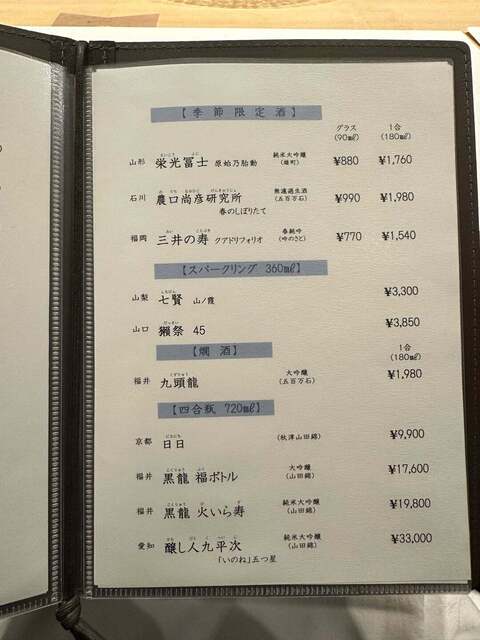 【季節限定酒】
グラス (90㎖) 1合 (180㎖)
山形 栄光冨士 原始乃胎動 純米大吟醸 (雄町) ¥880 ¥1,760
石川 農口尚彦研究所 無濾過生酒 (五百万石) ¥990 ¥1,980
春のしぼりたて
福岡 三井の寿 クアドリフォリオ 春純吟 (吟のさと) ¥770 ¥1,540
【スパークリング 360㎖】
山梨 七賢 山ノ霞 ¥3,300
山口 獺祭 45 ¥3,850
【燗酒】
1合 (180㎖)
福井 九頭龍 大吟醸 (五百万石) ¥1,980
【四合瓶 720㎖】
京都 日日 (秋津山田錦) ¥9,900
福井 黒龍 福ボトル 大吟醸 (山田錦) ¥17,600
福井 黒龍 火いら寿 純米大吟醸 (山田錦) ¥19,800
愛知 醸し人九平次 純米大吟醸 (山田錦) ¥33,000
「いのね」五つ星